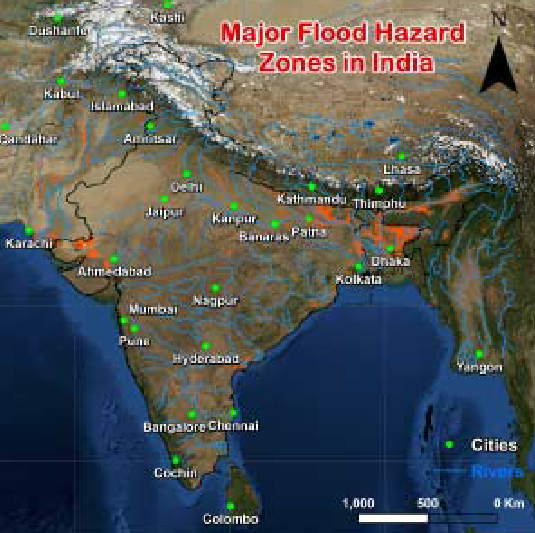 Major Flood Hazard
Zones in India
N
Dushanbe
Kashi
Kabul
Islamabad
Gandahar
Amritsar
Lhasa
Delhi
Kathmandu
Thimphu
Jaipur
Kanpur
Banaras
Patna
Karachi
Ahmedabad
Dhaka
Kolkata
Nagpur
Mumbai
Pune
Hyderabad
Yangon
Bangalore
Chennai
Cities
Cochin
Rivers
1,000 500 0 Km
Colombo